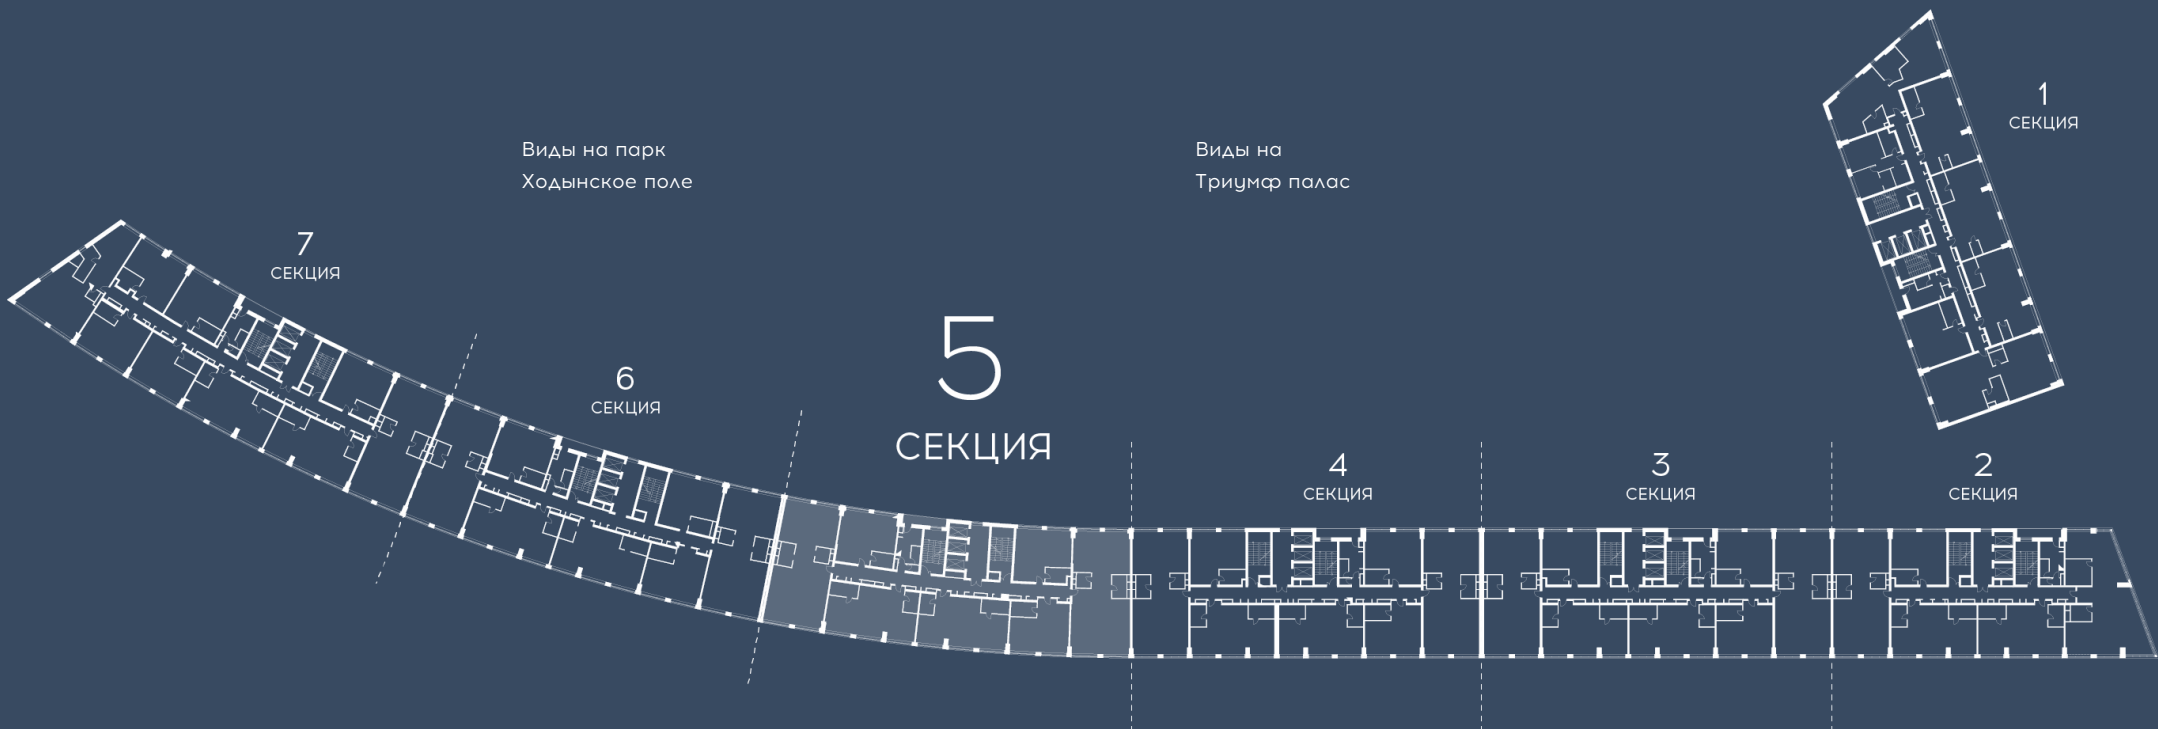 1
СЕКЦИЯ
Виды на парк
Ходынское поле
Виды на
Триумф палас
7
СЕКЦИЯ
6
СЕКЦИЯ
5
СЕКЦИЯ
4
СЕКЦИЯ
3
СЕКЦИЯ
2
СЕКЦИЯ